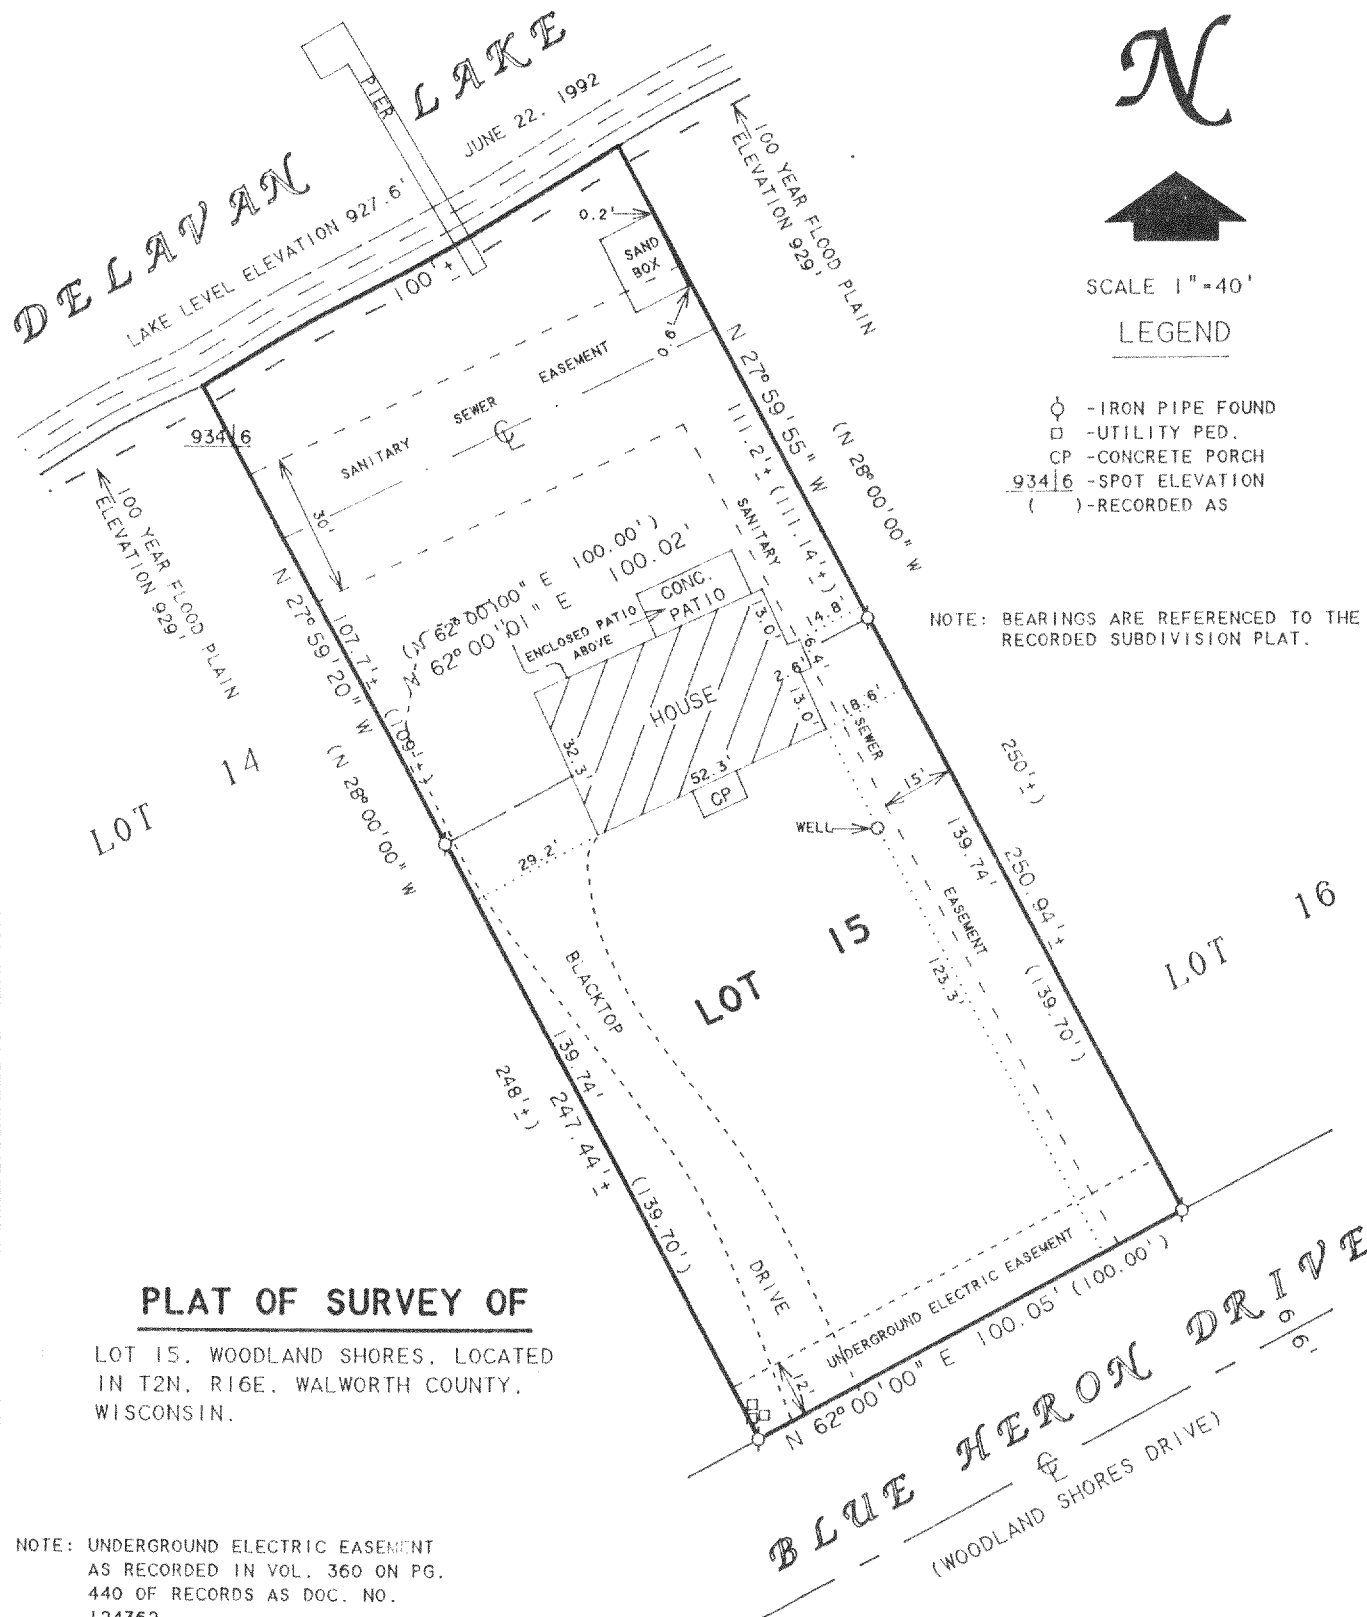 DELAVAN LAKE
LAKE LEVEL ELEVATION 927.6' JUNE 22, 1992
PIER
N
SCALE 1"=40'
LEGEND
-IRON PIPE FOUND
-UTILITY PED.
CP -CONCRETE PORCH
934|6 -SPOT ELEVATION
( )-RECORDED AS
NOTE: BEARINGS ARE REFERENCED TO THE
RECORDED SUBDIVISION PLAT.
100 YEAR FLOOD PLAIN
ELEVATION 929'
0.2'
SAND
BOX
0.6'
100'±
934|6
SANITARY SEWER EASEMENT
℄
30'
100 YEAR FLOOD PLAIN
ELEVATION 929'
N 27°59'55" W
(N 28°00'00" W
111.2'± (111.14'±)
SANITARY SEWER EASEMENT
(N 62°00'00" E 100.00')
N 62°00'01" E 100.02'
ENCLOSED PATIO
ABOVE
CONC.
PATIO
13.0'
14.8'
6.4'
2.6'
13.0'
18.6'
HOUSE
32.3'
52.3'
CP
15'
WELL
N 27°59'20" W
(N 28°00'00" W
107.7'±
(109'±)
LOT 14
29.2'
250'±)
139.74'
250.94'±
(139.70')
123.3'
LOT 15
LOT 16
BLACKTOP
DRIVE
139.74'
247.44'±
248'±)
(139.70')
UNDERGROUND ELECTRIC EASEMENT
12'
N 62°00'00" E 100.05' (100.00')
BLUE HERON DRIVE
66'
℄
(WOODLAND SHORES DRIVE)
PLAT OF SURVEY OF
LOT 15, WOODLAND SHORES, LOCATED
IN T2N, R16E, WALWORTH COUNTY,
WISCONSIN.
NOTE: UNDERGROUND ELECTRIC EASEMENT
AS RECORDED IN VOL. 360 ON PG.
440 OF RECORDS AS DOC. NO.